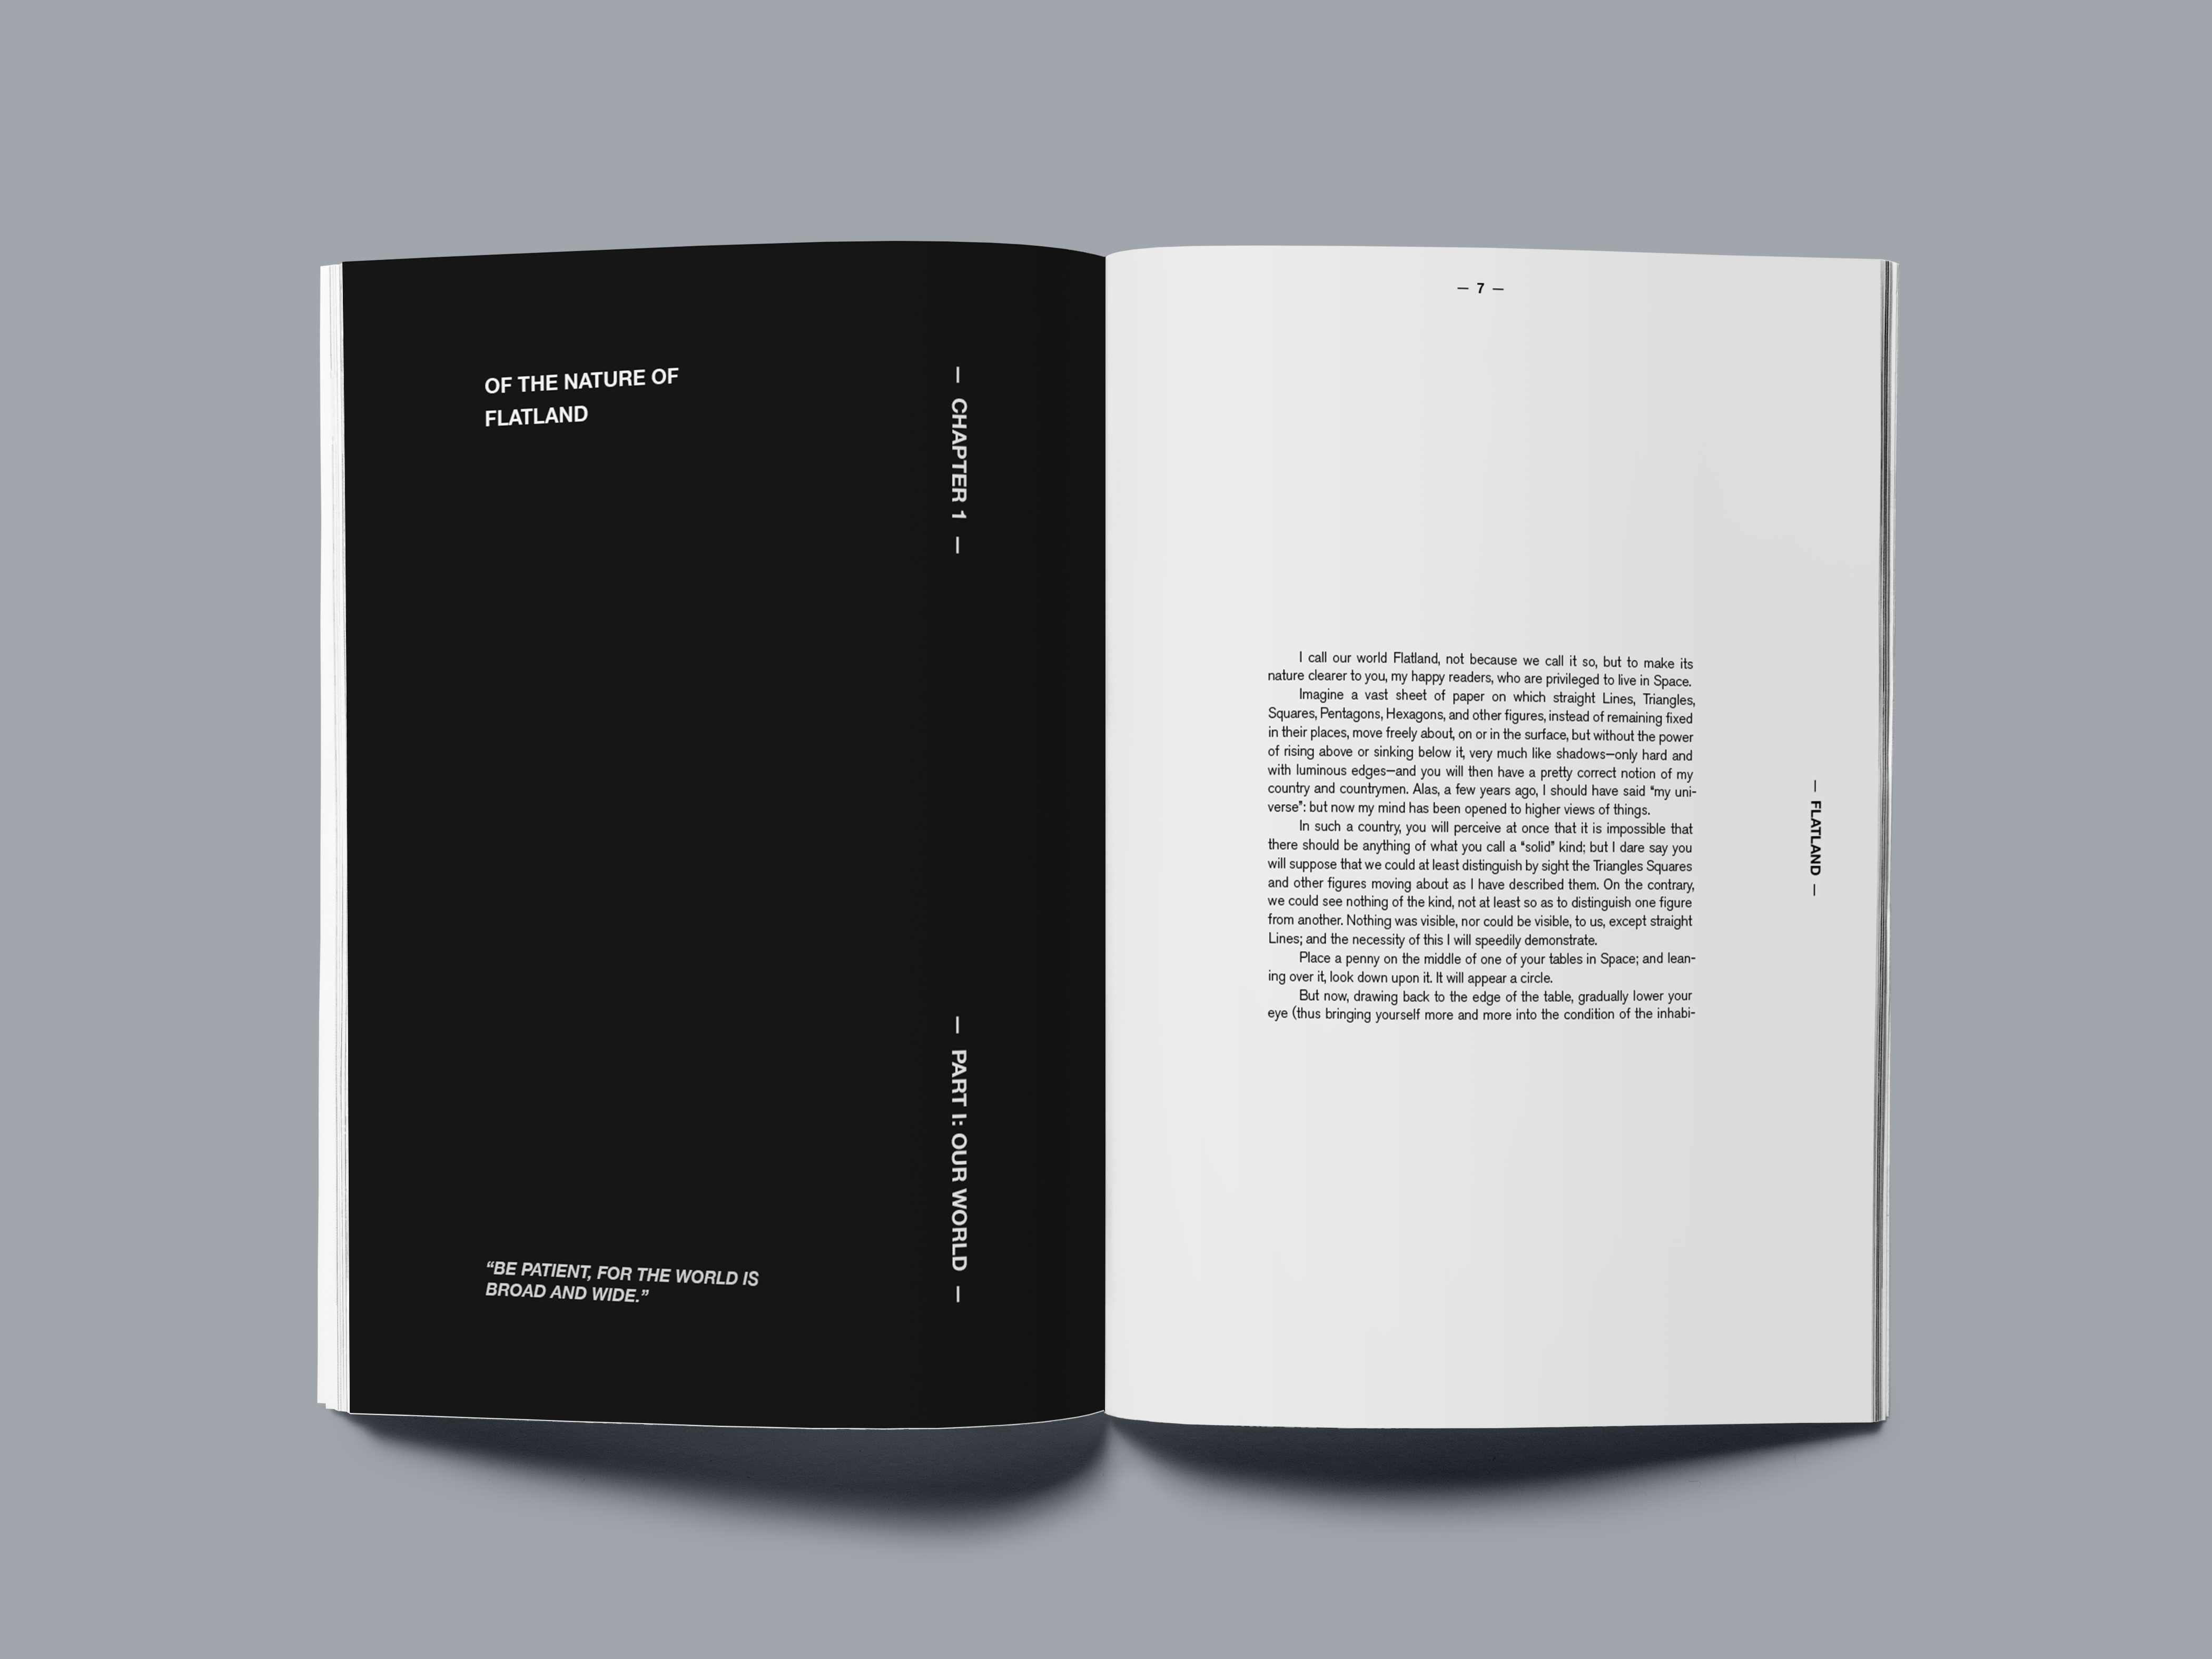 OF THE NATURE OF
FLATLAND
— CHAPTER 1 —
— PART I: OUR WORLD —
“BE PATIENT, FOR THE WORLD IS
BROAD AND WIDE.”
— 7 —
I call our world Flatland, not because we call it so, but to make its
nature clearer to you, my happy readers, who are privileged to live in Space.
Imagine a vast sheet of paper on which straight Lines, Triangles,
Squares, Pentagons, Hexagons, and other figures, instead of remaining fixed
in their places, move freely about, on or in the surface, but without the power
of rising above or sinking below it, very much like shadows—only hard and
with luminous edges—and you will then have a pretty correct notion of my
country and countrymen. Alas, a few years ago, I should have said “my uni-
verse”: but now my mind has been opened to higher views of things.
In such a country, you will perceive at once that it is impossible that
there should be anything of what you call a “solid” kind; but I dare say you
will suppose that we could at least distinguish by sight the Triangles Squares
and other figures moving about as I have described them. On the contrary,
we could see nothing of the kind, not at least so as to distinguish one figure
from another. Nothing was visible, nor could be visible, to us, except straight
Lines; and the necessity of this I will speedily demonstrate.
Place a penny on the middle of one of your tables in Space; and lean-
ing over it, look down upon it. It will appear a circle.
But now, drawing back to the edge of the table, gradually lower your
eye (thus bringing yourself more and more into the condition of the inhabi-
— FLATLAND —